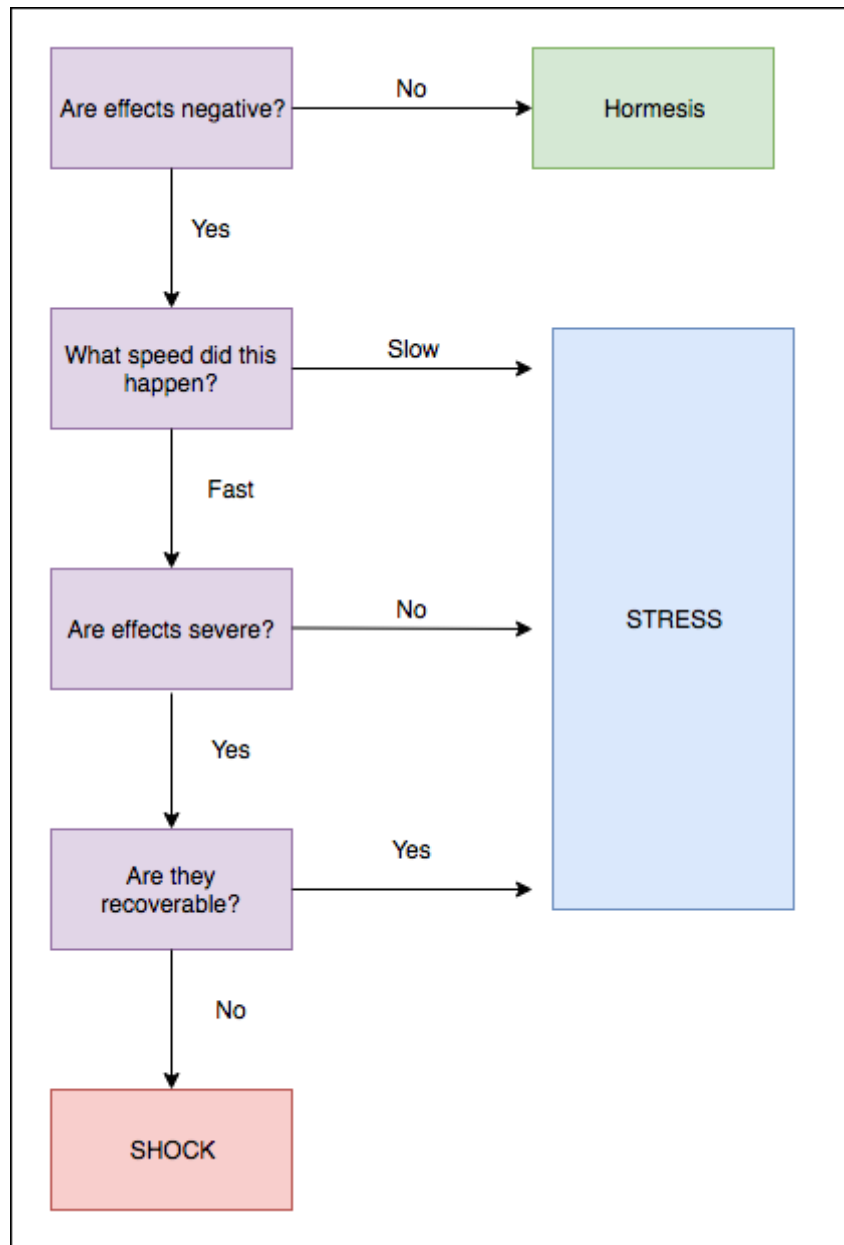 Are effects negative?
No
Hormesis
Yes
What speed did this
happen?
Slow
Fast
Are effects severe?
No
STRESS
Yes
Are they
recoverable?
Yes
No
SHOCK